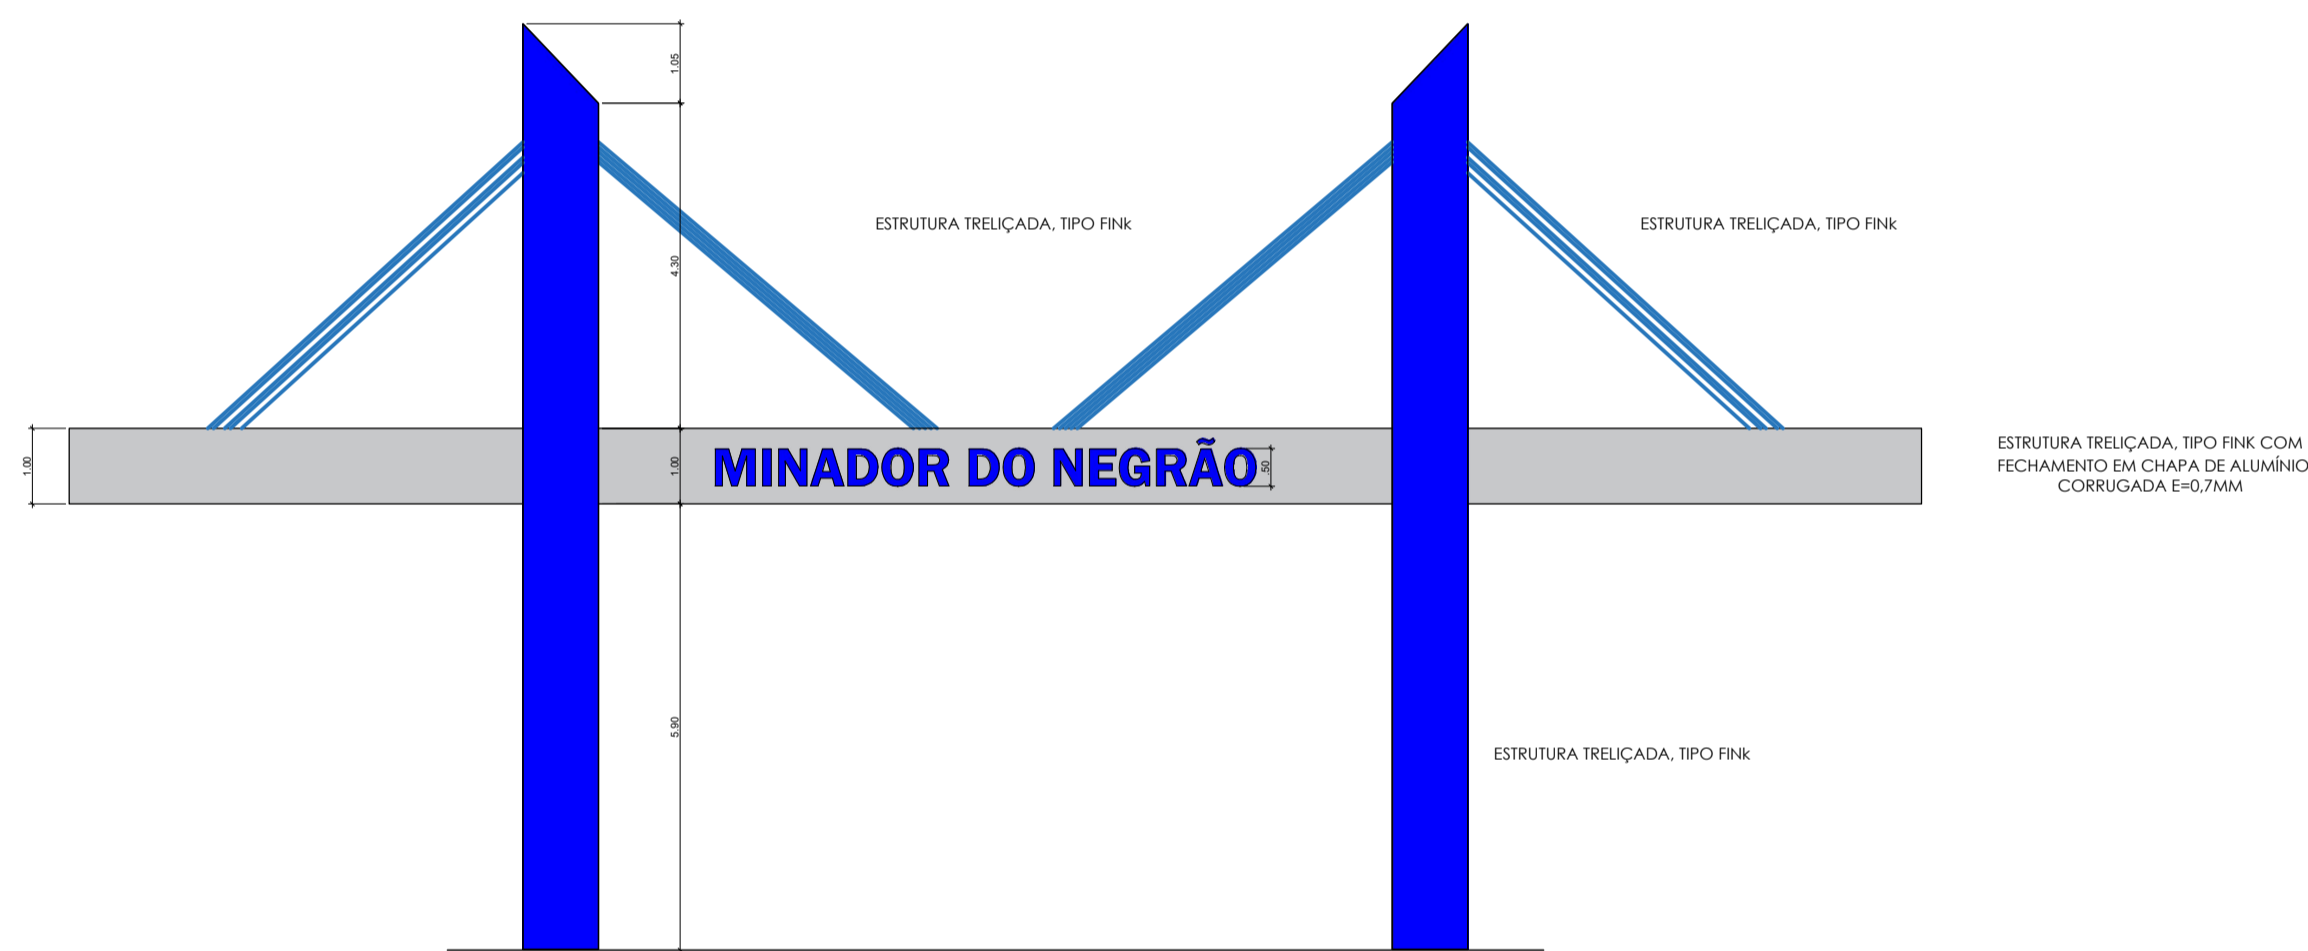 1.05
ESTRUTURA TRELIÇADA, TIPO FINk
ESTRUTURA TRELIÇADA, TIPO FINk
4.30
1.00
1.00
MINADOR DO NEGRÃO
.50
ESTRUTURA TRELIÇADA, TIPO FINK COM
FECHAMENTO EM CHAPA DE ALUMÍNIO
CORRUGADA E=0,7MM
5.90
ESTRUTURA TRELIÇADA, TIPO FINk